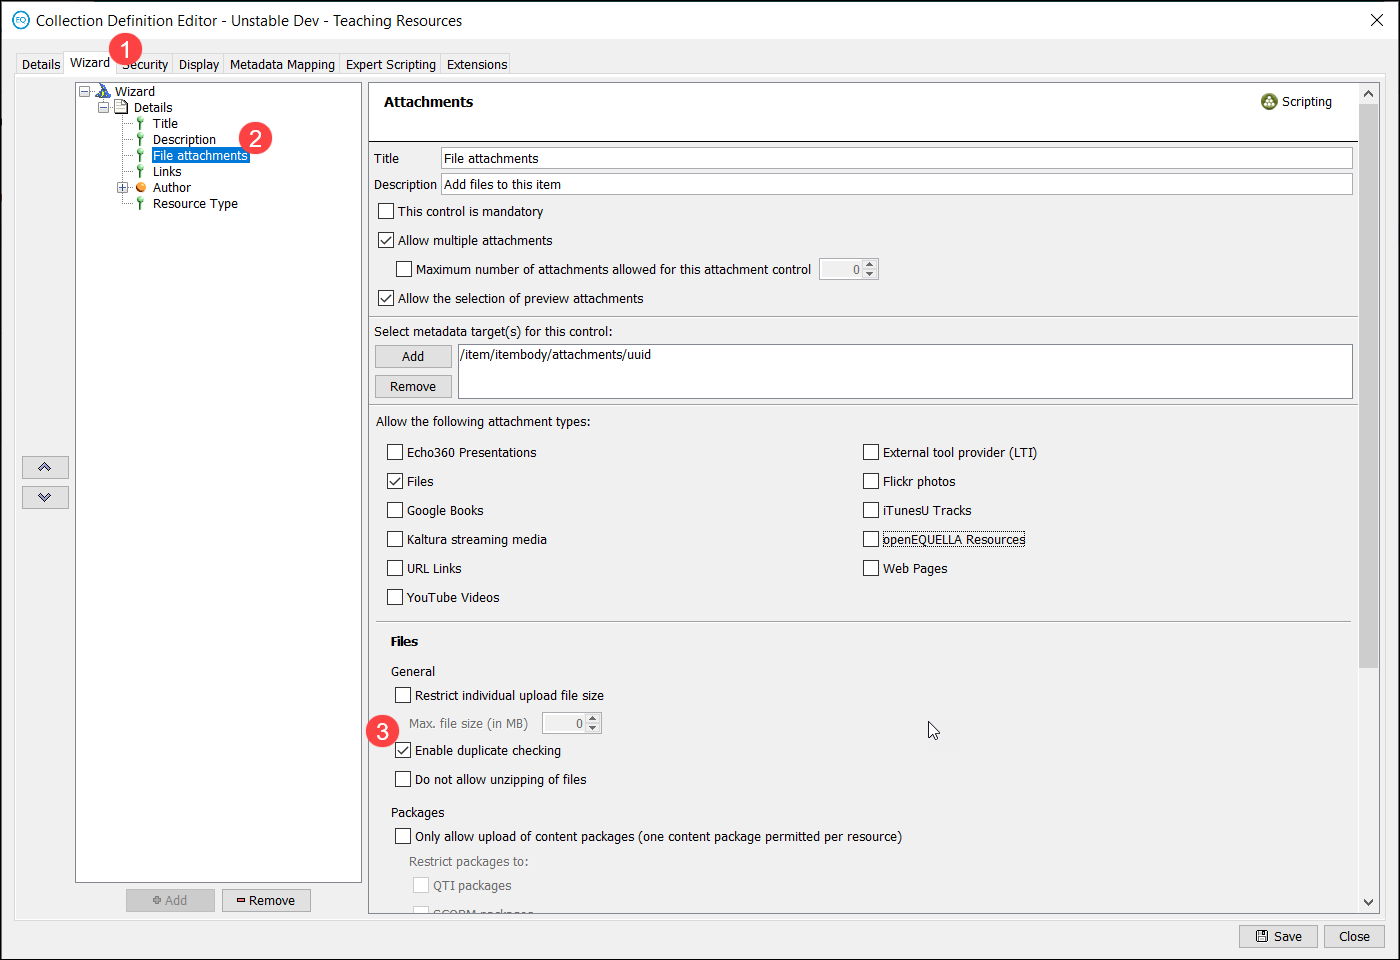 EQ Collection Definition Editor - Unstable Dev - Teaching Resources
1
Details Wizard Security Display Metadata Mapping Expert Scripting Extensions
Wizard
Details
Title
Description
2
File attachments
Links
Author
Resource Type
Add Remove
Attachments
Scripting
Title File attachments
Description Add files to this item
This control is mandatory
Allow multiple attachments
Maximum number of attachments allowed for this attachment control 0
Allow the selection of preview attachments
Select metadata target(s) for this control:
Add /item/itembody/attachments/uuid
Remove
Allow the following attachment types:
Echo360 Presentations External tool provider (LTI)
Files Flickr photos
Google Books iTunesU Tracks
Kaltura streaming media openEQUELLA Resources
URL Links Web Pages
YouTube Videos
Files
General
Restrict individual upload file size
Max. file size (in MB) 0
3
Enable duplicate checking
Do not allow unzipping of files
Packages
Only allow upload of content packages (one content package permitted per resource)
Restrict packages to:
QTI packages
SCORM packages
Save Close